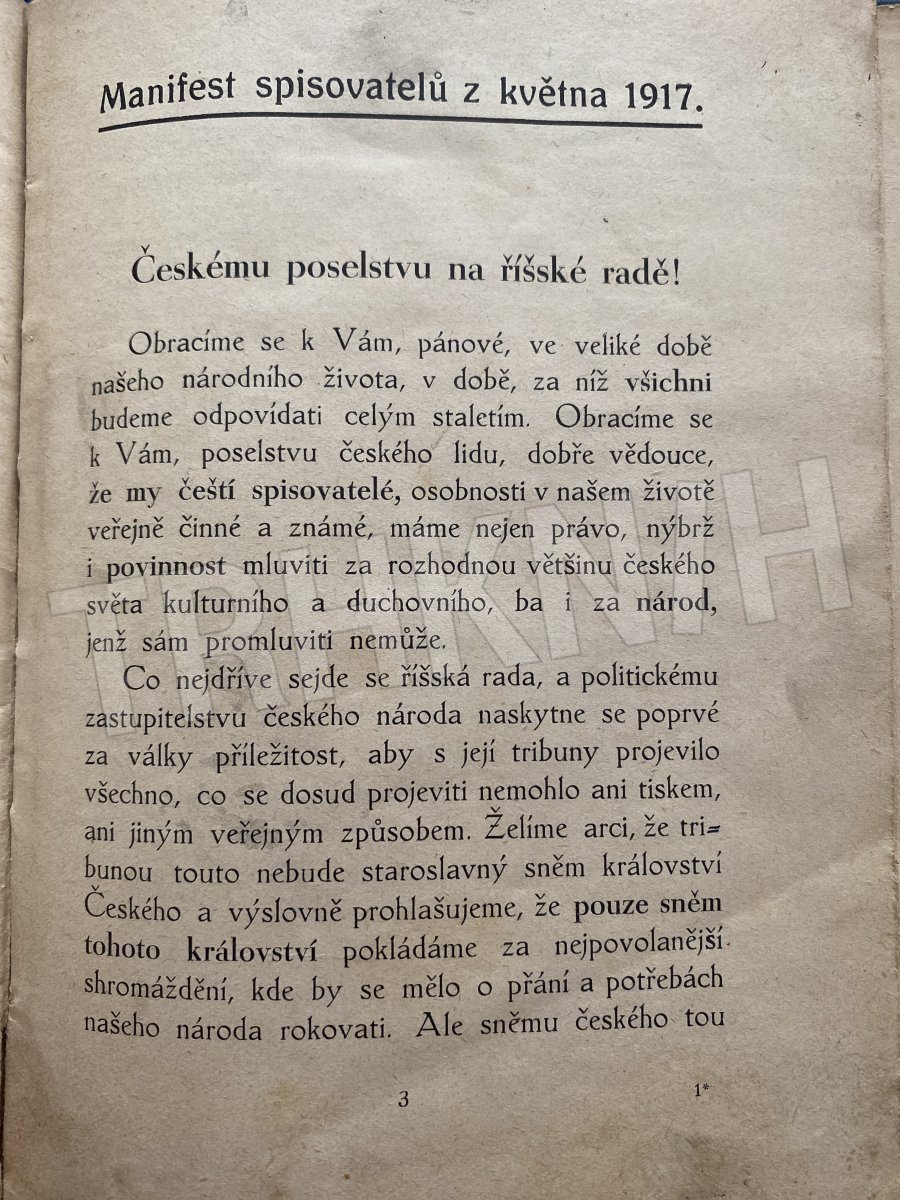 Manifest spisovatelů z května 1917.
Českému poselstvu na říšské radě!
Obracíme se k Vám, pánové, ve veliké době
našeho národního života, v době, za níž všichni
budeme odpovídati celým staletím. Obracíme se
k Vám, poselstvu českého lidu, dobře vědouce,
že my čeští spisovatelé, osobnosti v našem životě
veřejně činné a známé, máme nejen právo, nýbrž
i povinnost mluviti za rozhodnou většinu českého
světa kulturního a duchovního, ba i za národ,
jenž sám promluviti nemůže.
Co nejdříve sejde se říšská rada, a politickému
zastupitelstvu českého národa naskytne se poprvé
za války příležitost, aby s její tribuny projevilo
všechno, co se dosud projeviti nemohlo ani tiskem,
ani jiným veřejným způsobem. Želíme arci, že tri=
bunou touto nebude staroslavný sněm království
Českého a výslovně prohlašujeme, že pouze sněm
tohoto království pokládáme za nejpovolanější
shromáždění, kde by se mělo o přání a potřebách
našeho národa rokovati. Ale sněmu českého tou
3
1*
TRHKNIH